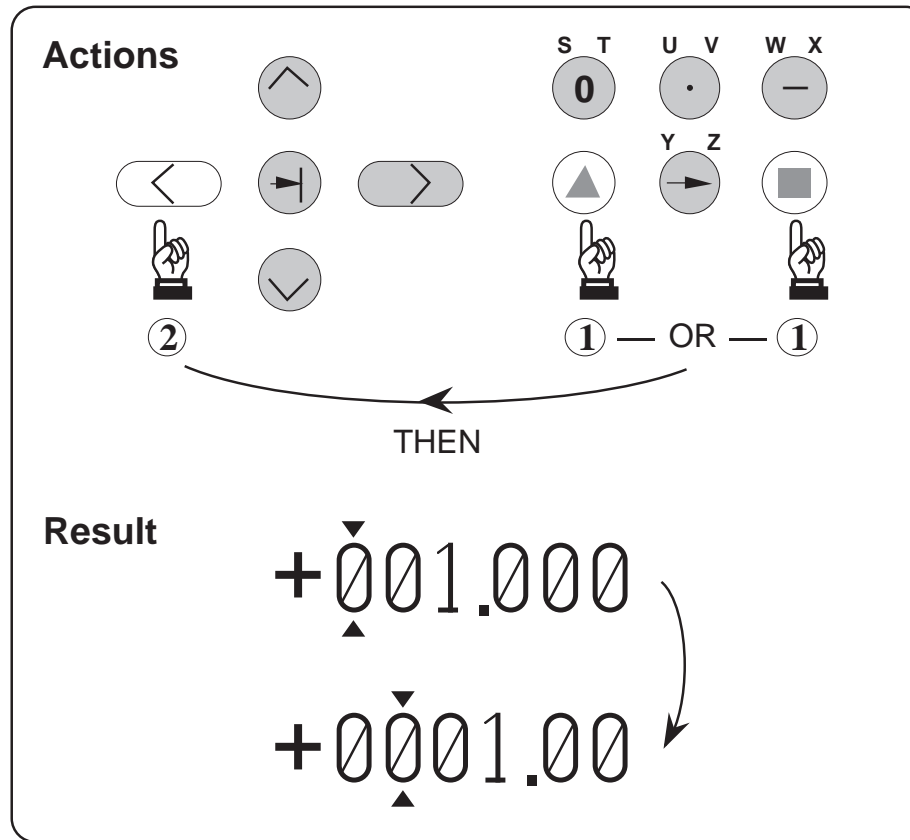 Actions
S T U V W X
0 . –
Y Z
2 1 — OR — 1
THEN
Result
+001.000
+0001.00